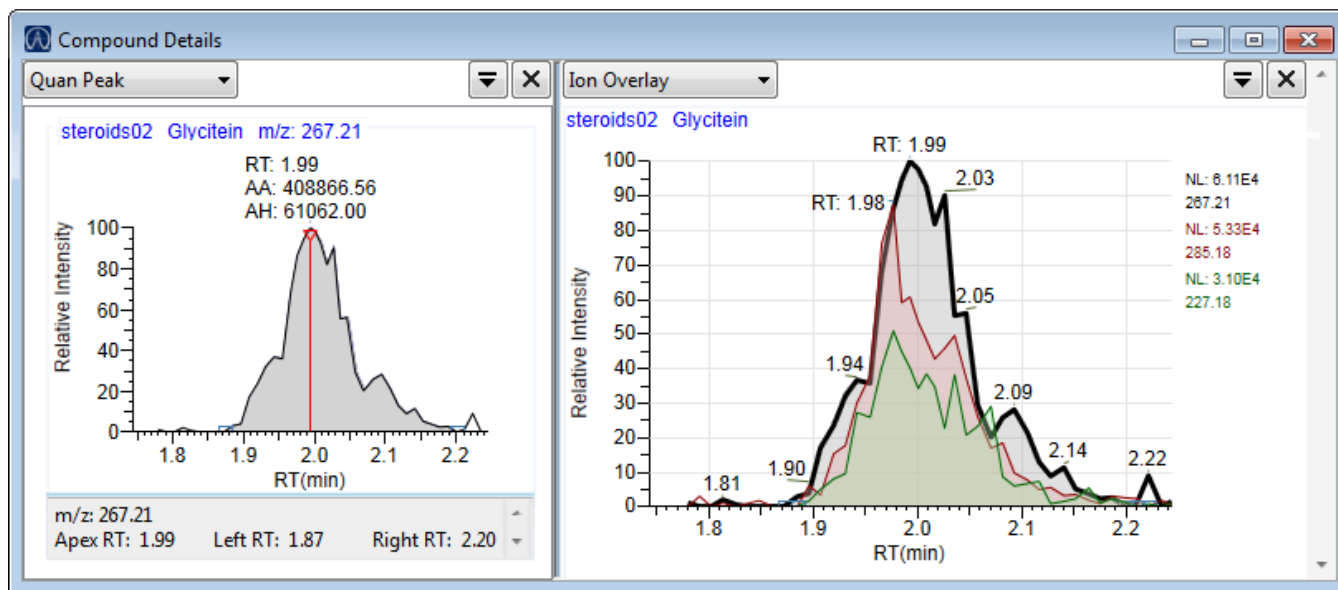 Compound Details
Quan Peak
steroids02 Glycitein m/z: 267.21
RT: 1.99
AA: 408866.56
AH: 61062.00
Relative Intensity
100
80
60
40
20
0
1.8 1.9 2.0 2.1 2.2
RT(min)
m/z: 267.21
Apex RT: 1.99 Left RT: 1.87 Right RT: 2.20
Ion Overlay
steroids02 Glycitein
RT: 1.99
2.03
RT: 1.98
2.05
1.94
2.09
1.90
2.14
1.81
2.22
Relative Intensity
100
90
80
70
60
50
40
30
20
10
0
1.8 1.9 2.0 2.1 2.2
RT(min)
NL: 6.11E4
267.21
NL: 5.33E4
285.18
NL: 3.10E4
227.18